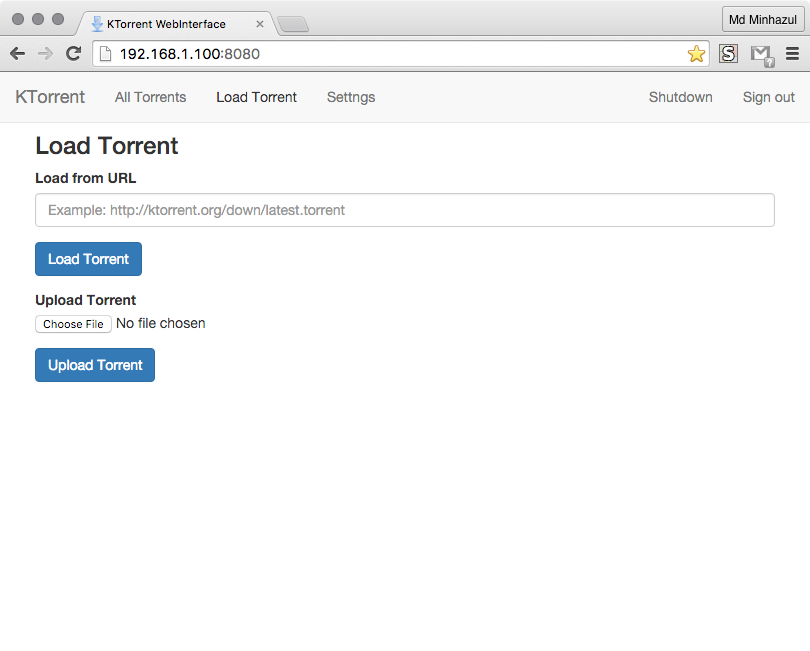 KTorrent WebInterface
Md Minhazul
192.168.1.100:8080
S
KTorrent All Torrents Load Torrent Settngs Shutdown Sign out
Load Torrent
Load from URL
Example: http://ktorrent.org/down/latest.torrent
Load Torrent
Upload Torrent
Choose File No file chosen
Upload Torrent